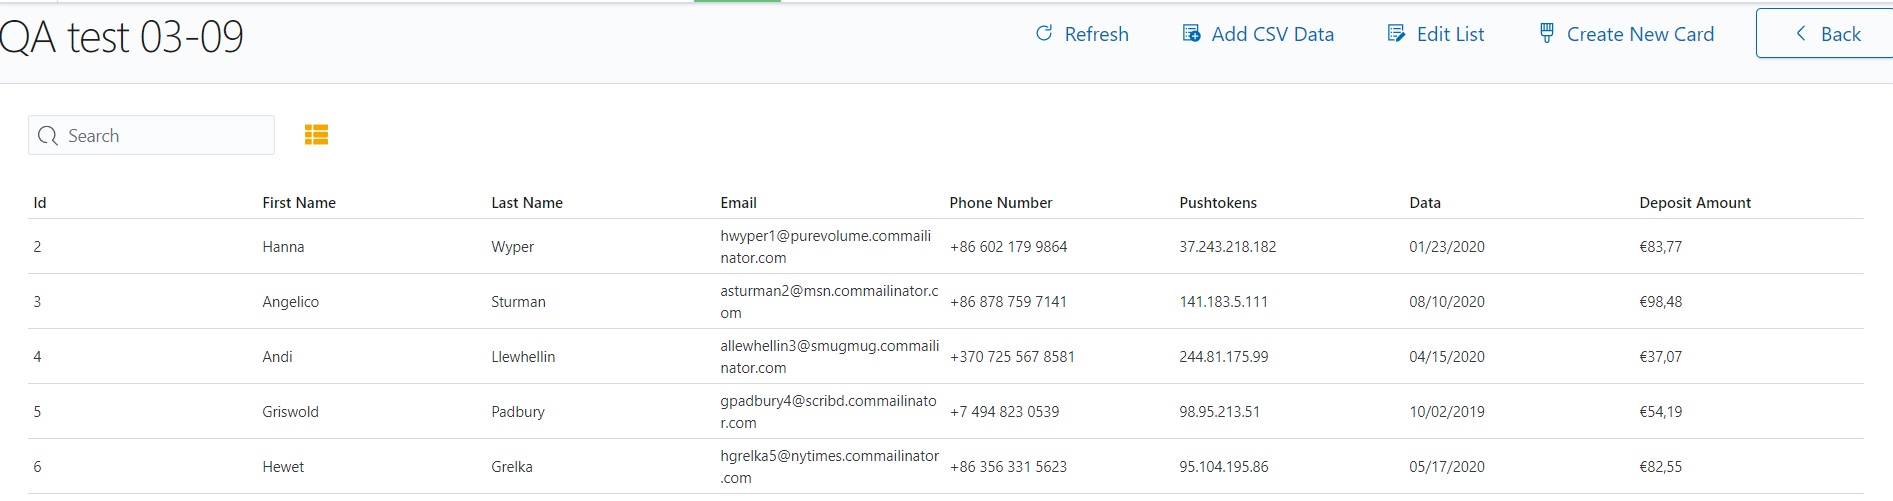 QA test 03-09 Refresh Add CSV Data Edit List Create New Card Back
Search
Id First Name Last Name Email Phone Number Pushtokens Data Deposit Amount
2 Hanna Wyper hwyper1@purevolume.commaili +86 602 179 9864 37.243.218.182 01/23/2020 €83,77
nator.com
3 Angelico Sturman asturman2@msn.commailinator.c +86 878 759 7141 141.183.5.111 08/10/2020 €98,48
om
4 Andi Llewhellin allewhellin3@smugmug.commaili +370 725 567 8581 244.81.175.99 04/15/2020 €37,07
nator.com
5 Griswold Padbury gpadbury4@scribd.commailinato +7 494 823 0539 98.95.213.51 10/02/2019 €54,19
r.com
6 Hewet Grelka hgrelka5@nytimes.commailinator +86 356 331 5623 95.104.195.86 05/17/2020 €82,55
.com